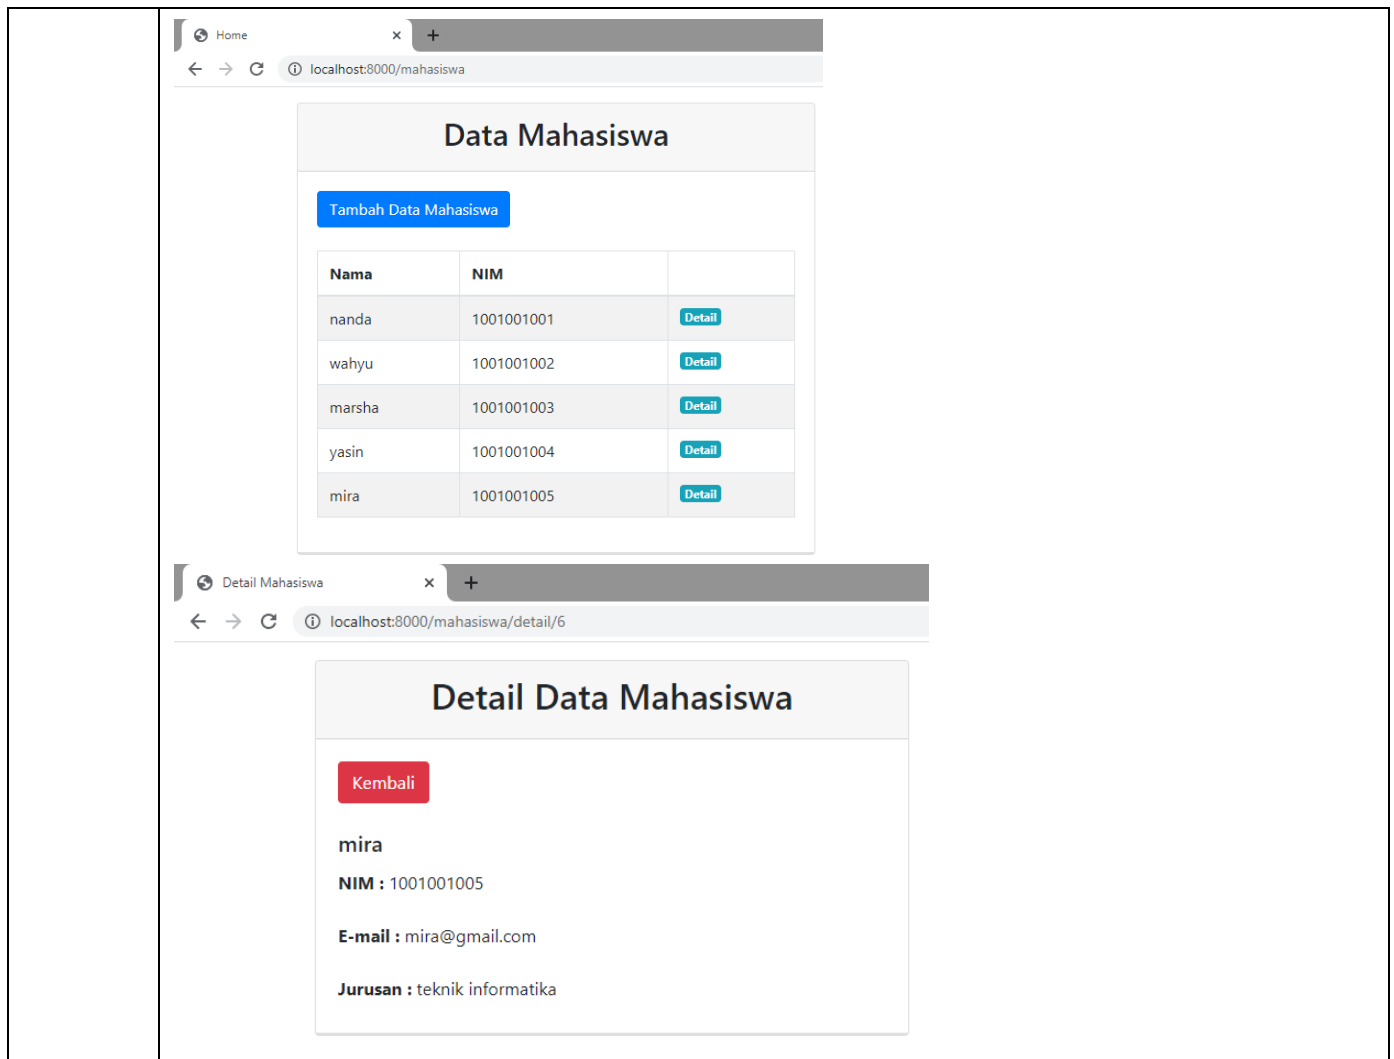 Home
localhost:8000/mahasiswa
Data Mahasiswa
Tambah Data Mahasiswa
Nama NIM
nanda 1001001001 Detail
wahyu 1001001002 Detail
marsha 1001001003 Detail
yasin 1001001004 Detail
mira 1001001005 Detail
Detail Mahasiswa
localhost:8000/mahasiswa/detail/6
Detail Data Mahasiswa
Kembali
mira
NIM : 1001001005
E-mail : mira@gmail.com
Jurusan : teknik informatika